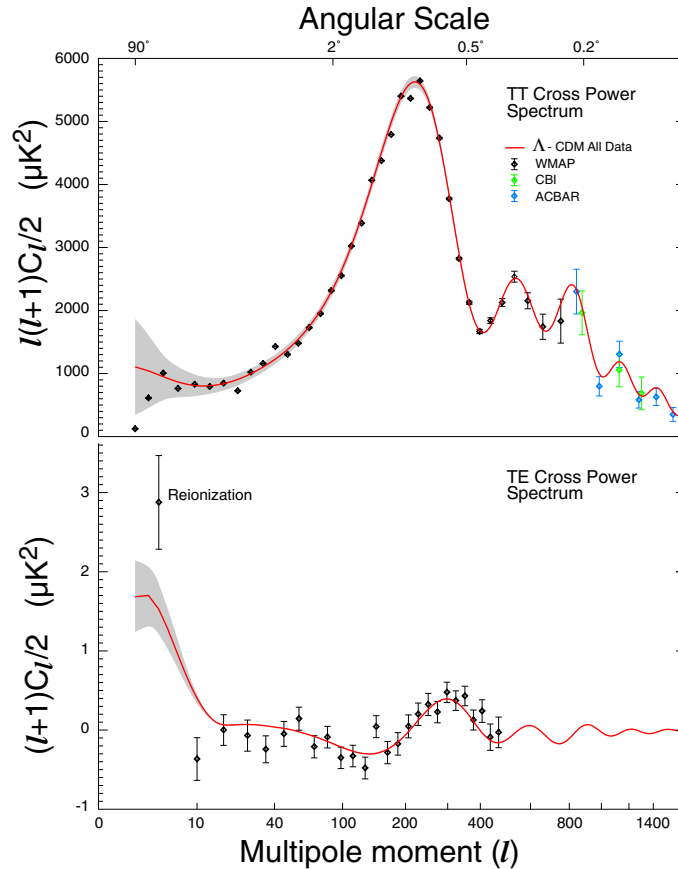 Angular Scale
90° 2° 0.5° 0.2°
6000
5000
4000
3000
2000
1000
0
l(l+1)Cl/2 (μK2)
TT Cross Power
Spectrum
Λ - CDM All Data
WMAP
CBI
ACBAR
3
2
1
0
-1
(l+1)Cl/2 (μK2)
Reionization
TE Cross Power
Spectrum
0 10 40 100 200 400 800 1400
Multipole moment (l)